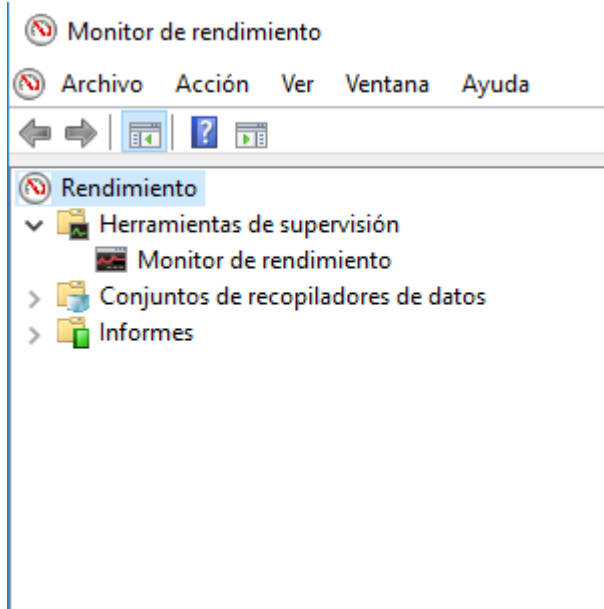 Monitor de rendimiento
Archivo Acción Ver Ventana Ayuda
?
Rendimiento
Herramientas de supervisión
Monitor de rendimiento
Conjuntos de recopiladores de datos
Informes